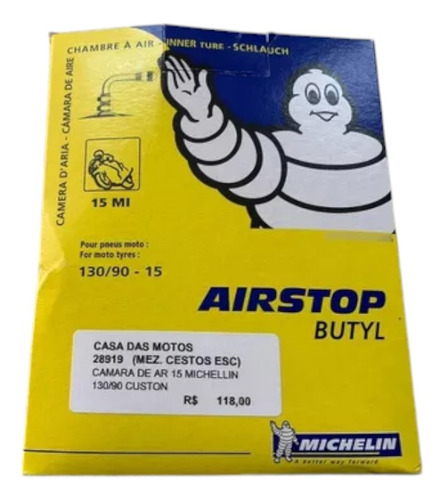 CHAMBRE À AIR - INNER TUBE - SCHLAUCH
CAMERA D'ARIA - CÁMARA DE AIRE
15 MI
Pour pneus moto :
For moto tyres :
130/90 - 15
AIRSTOP
BUTYL
CASA DAS MOTOS
28919 (MEZ. CESTOS ESC)
CAMARA DE AR 15 MICHELLIN
130/90 CUSTON
R$ 118,00
MICHELIN
A better way forward